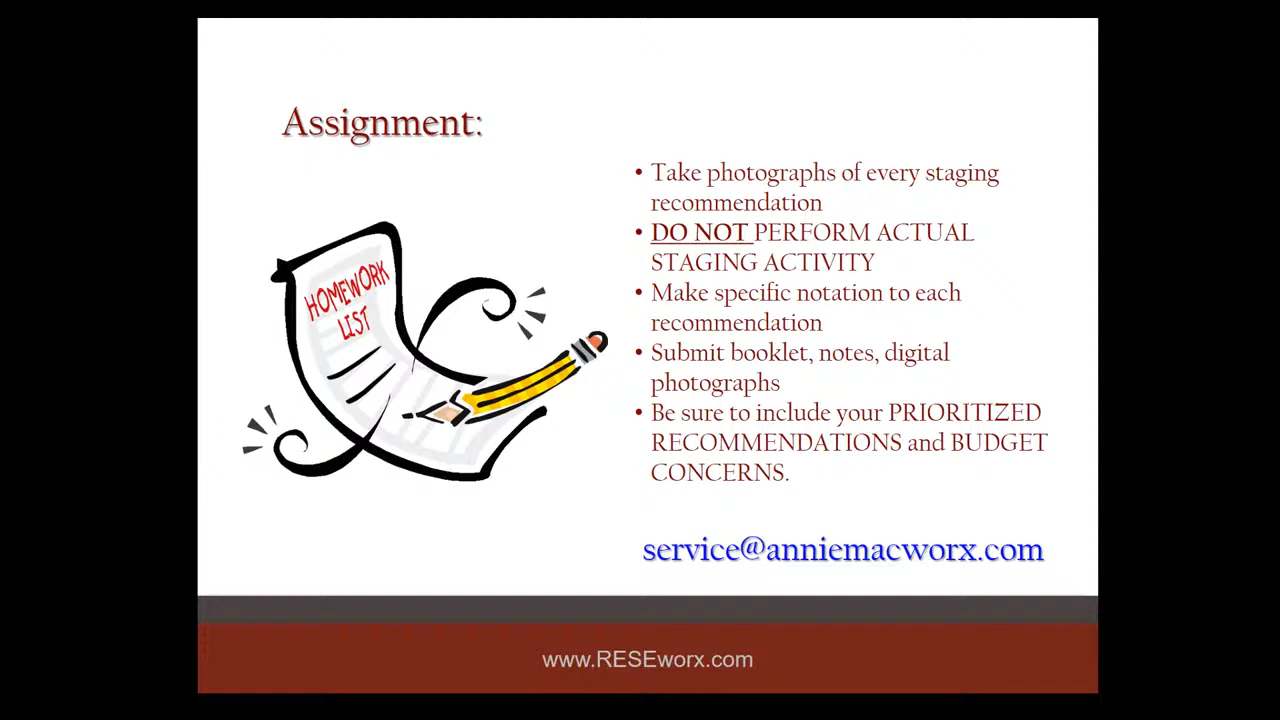 Assignment:
HOMEWORK
LIST
• Take photographs of every staging
recommendation
• DO NOT PERFORM ACTUAL
STAGING ACTIVITY
• Make specific notation to each
recommendation
• Submit booklet, notes, digital
photographs
• Be sure to include your PRIORITIZED
RECOMMENDATIONS and BUDGET
CONCERNS.
service@anniemacworx.com
www.RESEworx.com